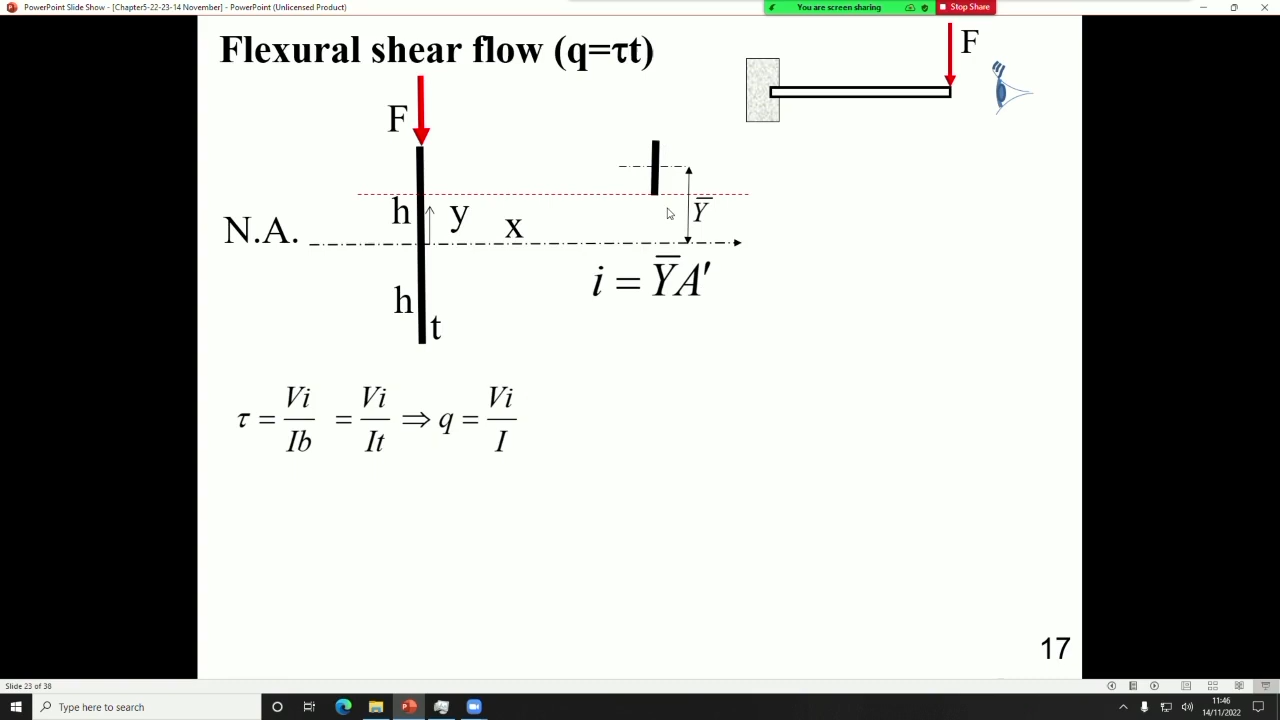 PowerPoint Slide Show - [Chapter5-22-23-14 November] - PowerPoint (Unlicensed Product)
You are screen sharing
Stop Share
Flexural shear flow (q=τt)
F
F
h
y
x
Y̅
N.A.
i = Y̅A′
h
t
τ = Vi/Ib = Vi/It ⇒ q = Vi/I
17
Slide 23 of 38
Type here to search
11:46
14/11/2022